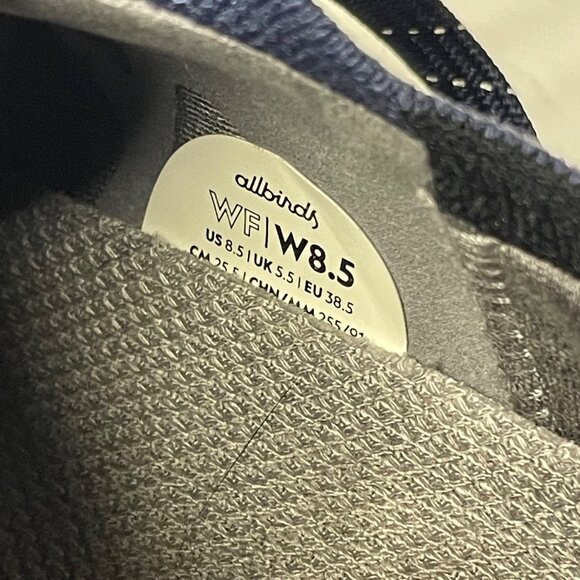 allbirds
WF|W8.5
US 8.5 | UK 5.5 | EU 38.5
CM 25.5 | CHN/MM 255/